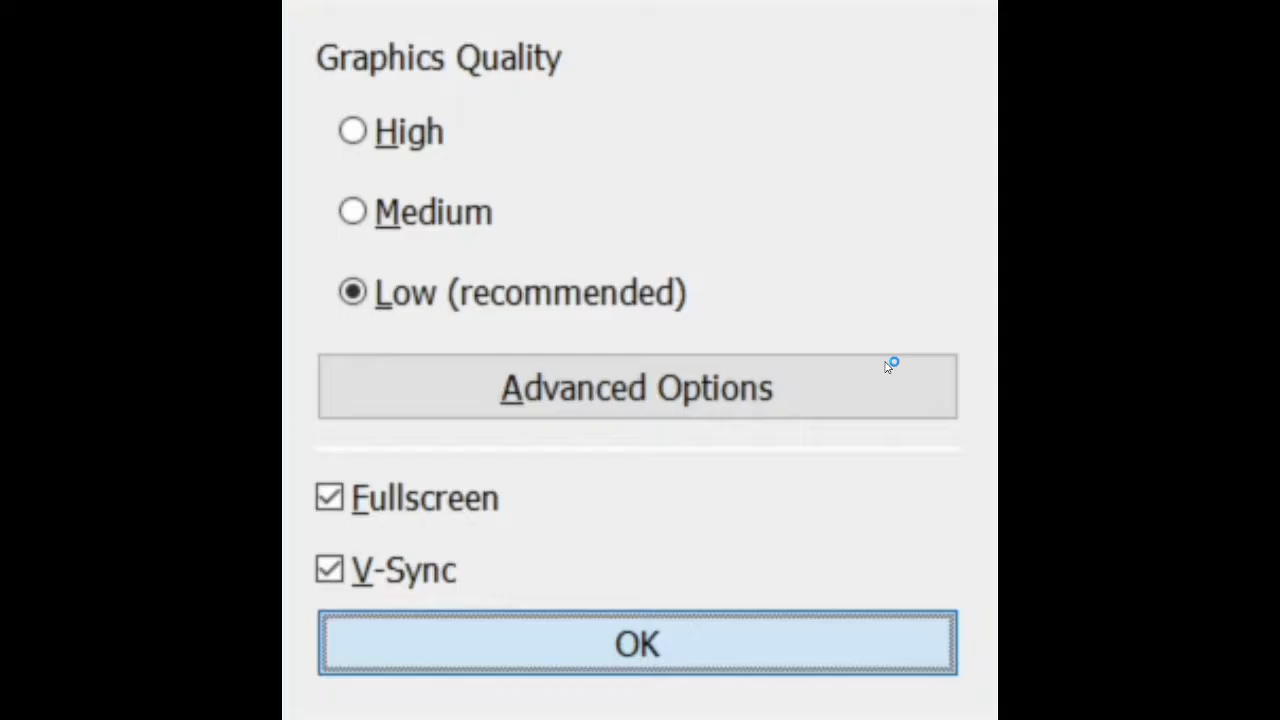 Graphics Quality
High
Medium
Low (recommended)
Advanced Options
Fullscreen
V-Sync
OK